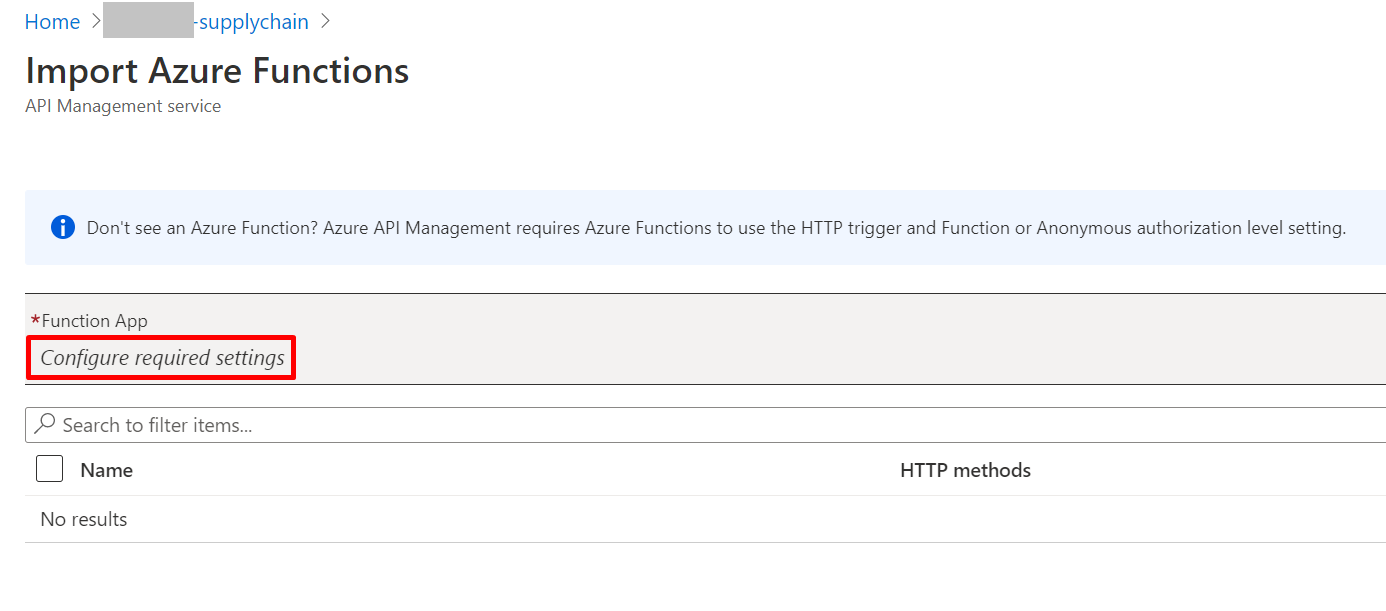 Home > -supplychain >
Import Azure Functions
API Management service
Don't see an Azure Function? Azure API Management requires Azure Functions to use the HTTP trigger and Function or Anonymous authorization level setting.
*Function App
Configure required settings
Search to filter items...
Name HTTP methods
No results